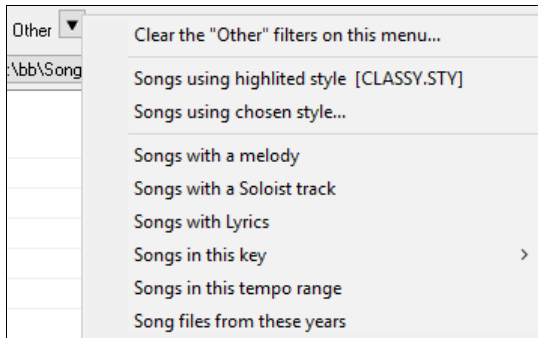 Other
:\bb\Song
Clear the "Other" filters on this menu...
Songs using highlited style [CLASSY.STY]
Songs using chosen style...
Songs with a melody
Songs with a Soloist track
Songs with Lyrics
Songs in this key
Songs in this tempo range
Song files from these years